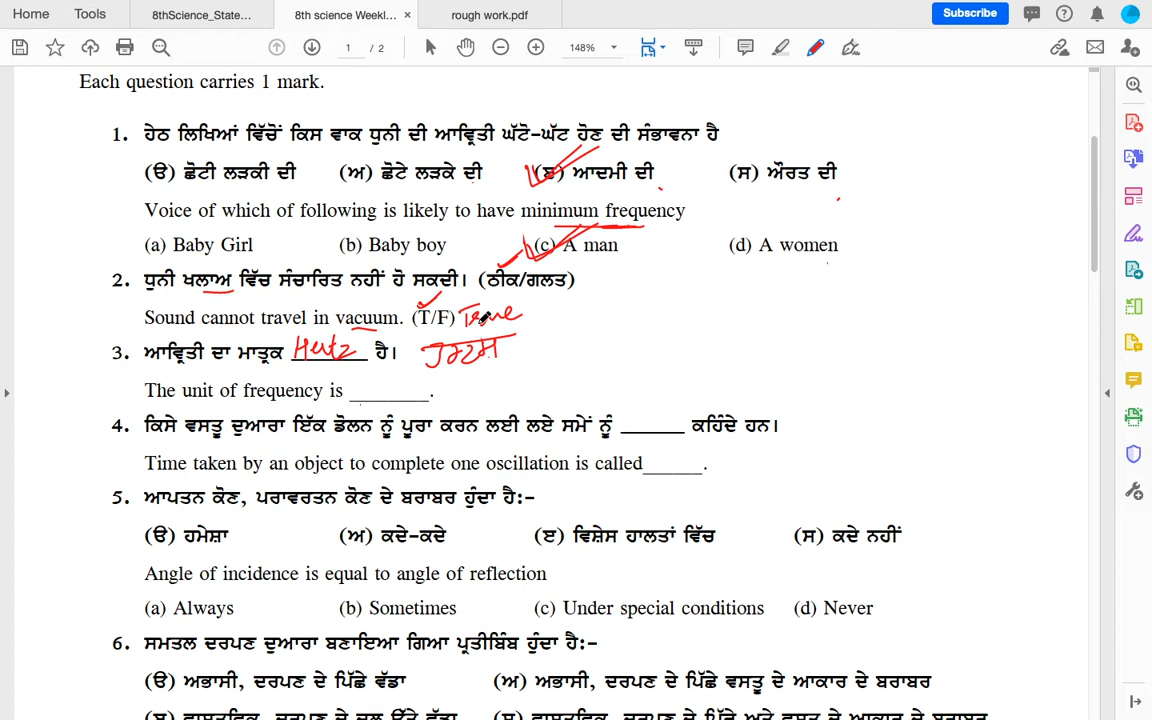 Home Tools 8thScience_State... 8th science Weekl... × rough work.pdf Subscribe
1 / 2 148%
Each question carries 1 mark.
1. ਹੇਠ ਲਿਖਿਆਂ ਵਿੱਚੋਂ ਕਿਸ ਵਾਕ ਧੁਨੀ ਦੀ ਆਵ੍ਰਿਤੀ ਘੱਟੋ-ਘੱਟ ਹੋਣ ਦੀ ਸੰਭਾਵਨਾ ਹੈ
(ੳ) ਛੋਟੀ ਲੜਕੀ ਦੀ (ਅ) ਛੋਟੇ ਲੜਕੇ ਦੀ (ੲ) ਆਦਮੀ ਦੀ (ਸ) ਔਰਤ ਦੀ
Voice of which of following is likely to have minimum frequency
(a) Baby Girl (b) Baby boy (c) A man (d) A women
2. ਧੁਨੀ ਖਲਾਅ ਵਿੱਚ ਸੰਚਾਰਿਤ ਨਹੀਂ ਹੋ ਸਕਦੀ। (ਠੀਕ/ਗਲਤ)
Sound cannot travel in vacuum. (T/F) True
3. ਆਵ੍ਰਿਤੀ ਦਾ ਮਾਤ੍ਰਕ Hertz ਹੈ।
The unit of frequency is ________.
4. ਕਿਸੇ ਵਸਤੂ ਦੁਆਰਾ ਇੱਕ ਡੋਲਨ ਨੂੰ ਪੂਰਾ ਕਰਨ ਲਈ ਲਏ ਸਮੇਂ ਨੂੰ ______ ਕਹਿੰਦੇ ਹਨ।
Time taken by an object to complete one oscillation is called______.
5. ਆਪਤਨ ਕੋਣ, ਪਰਾਵਰਤਨ ਕੋਣ ਦੇ ਬਰਾਬਰ ਹੁੰਦਾ ਹੈ:-
(ੳ) ਹਮੇਸ਼ਾ (ਅ) ਕਦੇ-ਕਦੇ (ੲ) ਵਿਸ਼ੇਸ ਹਾਲਤਾਂ ਵਿੱਚ (ਸ) ਕਦੇ ਨਹੀਂ
Angle of incidence is equal to angle of reflection
(a) Always (b) Sometimes (c) Under special conditions (d) Never
6. ਸਮਤਲ ਦਰਪਣ ਦੁਆਰਾ ਬਣਾਇਆ ਗਿਆ ਪ੍ਰਤੀਬਿੰਬ ਹੁੰਦਾ ਹੈ:-
(ੳ) ਅਭਾਸੀ, ਦਰਪਣ ਦੇ ਪਿੱਛੇ ਵੱਡਾ (ਅ) ਅਭਾਸੀ, ਦਰਪਣ ਦੇ ਪਿੱਛੇ ਵਸਤੂ ਦੇ ਆਕਾਰ ਦੇ ਬਰਾਬਰ